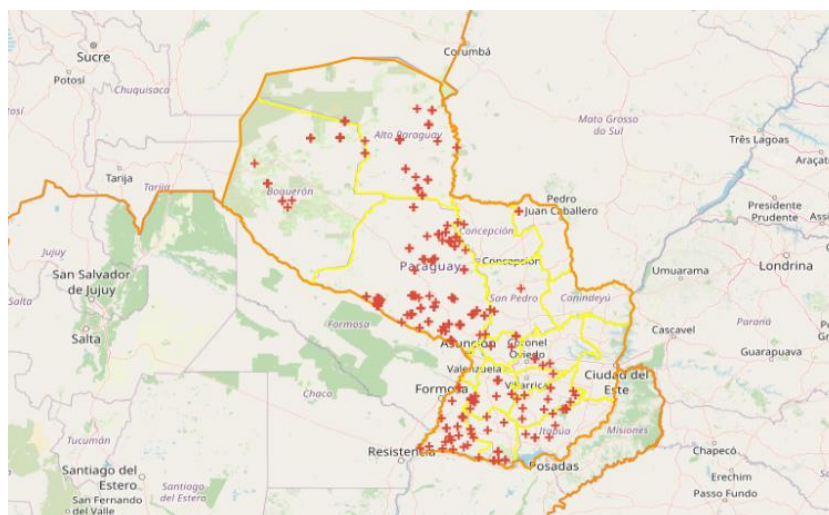 Corumbá
Sucre
Potosí
Chuquisaca
Mato Grosso
do Sul
Alto Paraguay
Três Lagoas
Araçatu
Tarija
Tarija
Boquerón
Pedro
Juan Caballero
Presidente
Prudente
Assi
Jujuy
Concepción
Paraguay
Concepción
Umuarama
Londrina
San Salvador
de Jujuy
San Pedro
Canindeyú
Salta
Salta
Formosa
Cascavel
Paraná
Guarapuava
Asunción
Coronel
Oviedo
Ciudad del
Este
Chaco
Valenzuela
Villarrica
Formosa
Tucumán
Itapúa
Misiones
Resistencia
Posadas
Chapecó
Santiago del
Estero
Santiago
del Estero
Erechim
Passo Fundo
San Fernando
del Valle